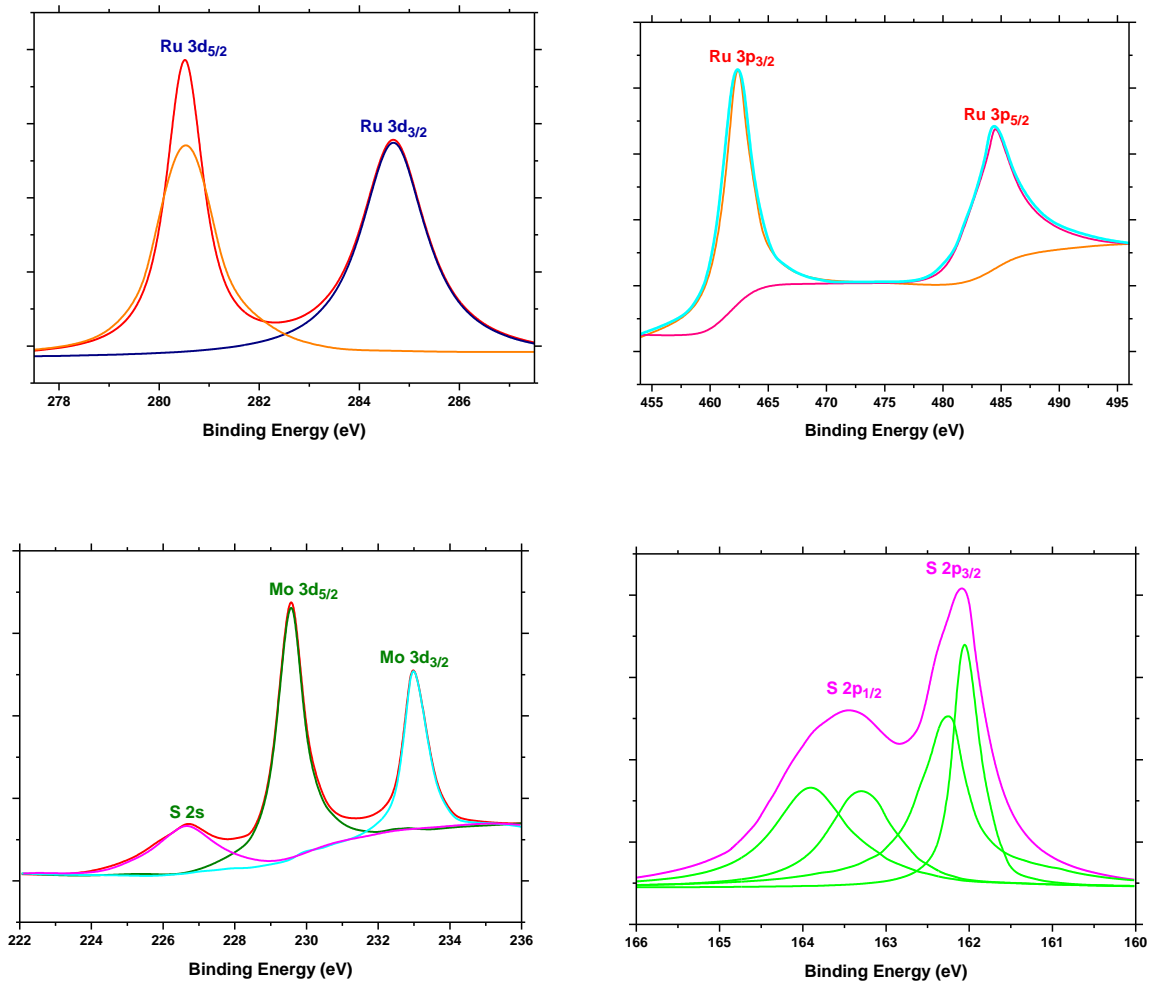 Ru 3d5/2
Ru 3d3/2
278 280 282 284 286
Binding Energy (eV)
Ru 3p3/2
Ru 3p5/2
455 460 465 470 475 480 485 490 495
Binding Energy (eV)
Mo 3d5/2
Mo 3d3/2
S 2s
222 224 226 228 230 232 234 236
Binding Energy (eV)
S 2p3/2
S 2p1/2
166 165 164 163 162 161 160
Binding Energy (eV)